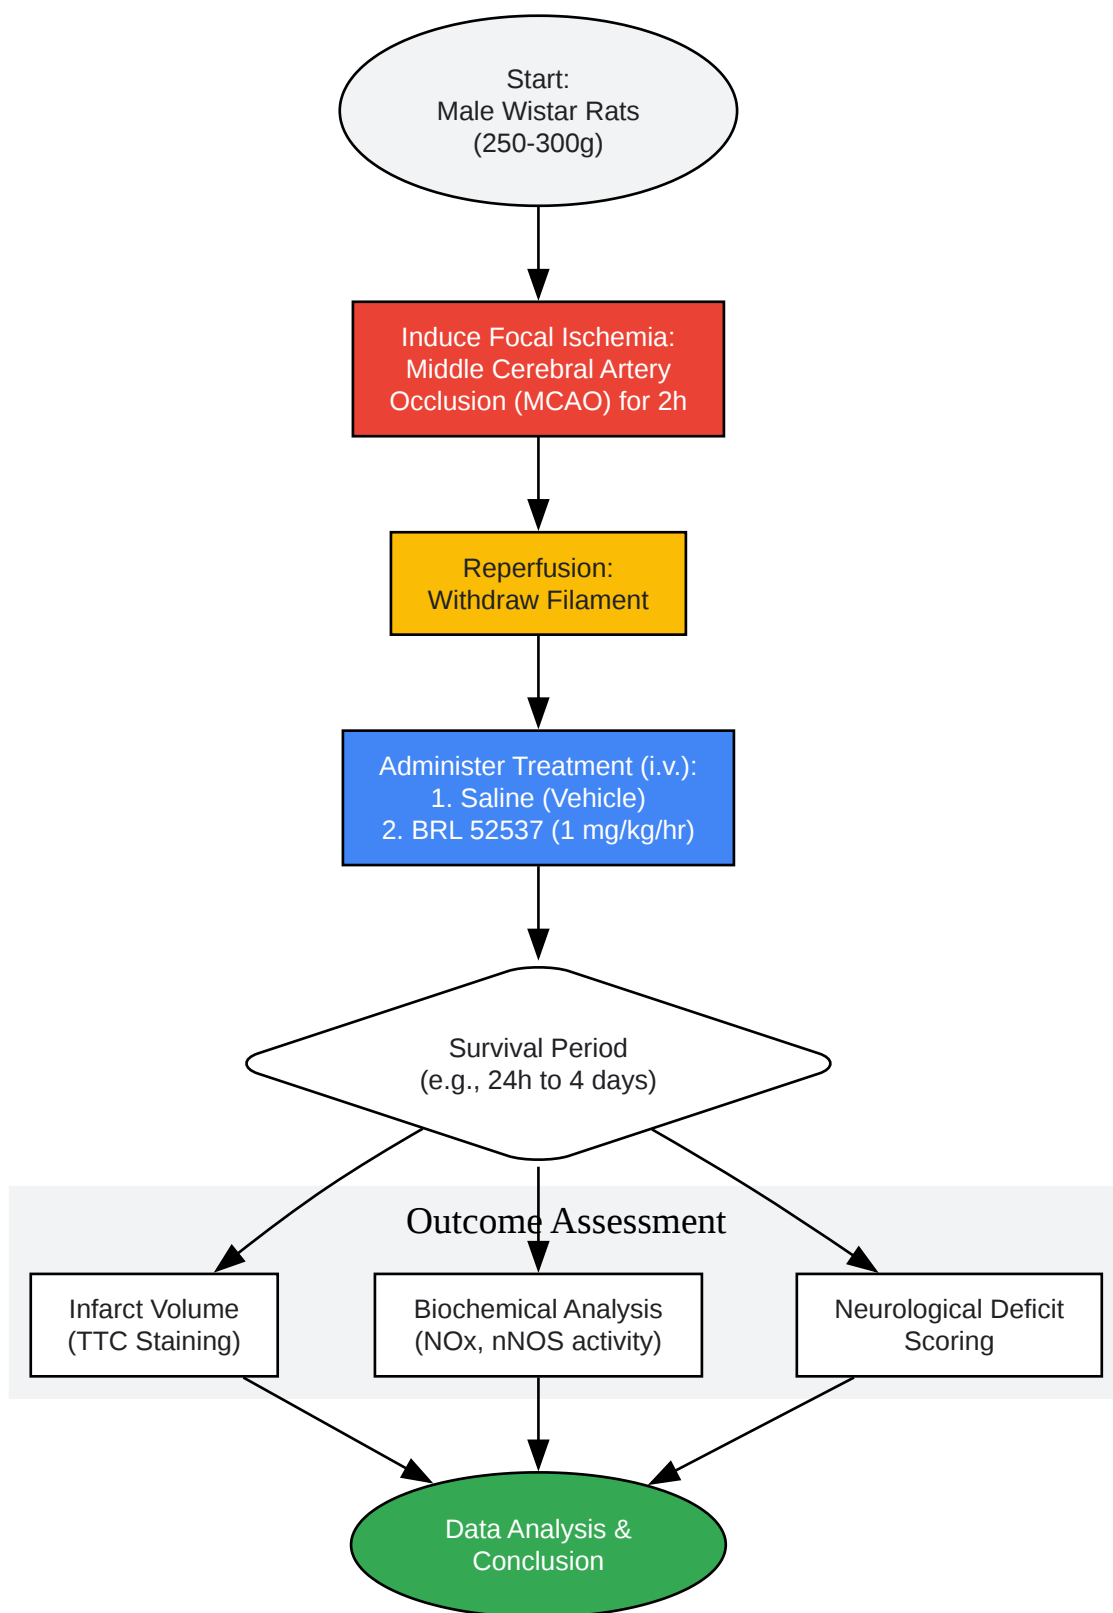 Start:
Male Wistar Rats
(250-300g)
Induce Focal Ischemia:
Middle Cerebral Artery
Occlusion (MCAO) for 2h
Reperfusion:
Withdraw Filament
Administer Treatment (i.v.):
1. Saline (Vehicle)
2. BRL 52537 (1 mg/kg/hr)
Survival Period
(e.g., 24h to 4 days)
Outcome Assessment
Infarct Volume
(TTC Staining)
Biochemical Analysis
(NOx, nNOS activity)
Neurological Deficit
Scoring
Data Analysis &
Conclusion